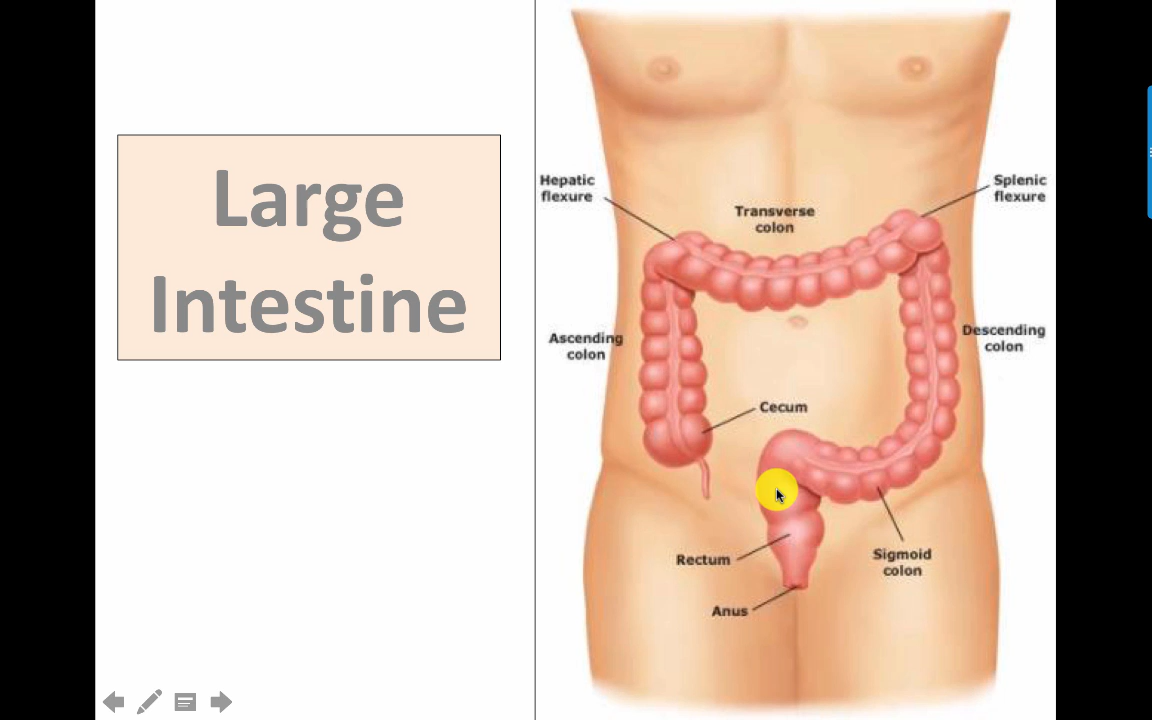 Large
Intestine
Hepatic
flexure
Transverse
colon
Splenic
flexure
Ascending
colon
Descending
colon
Cecum
Rectum
Sigmoid
colon
Anus